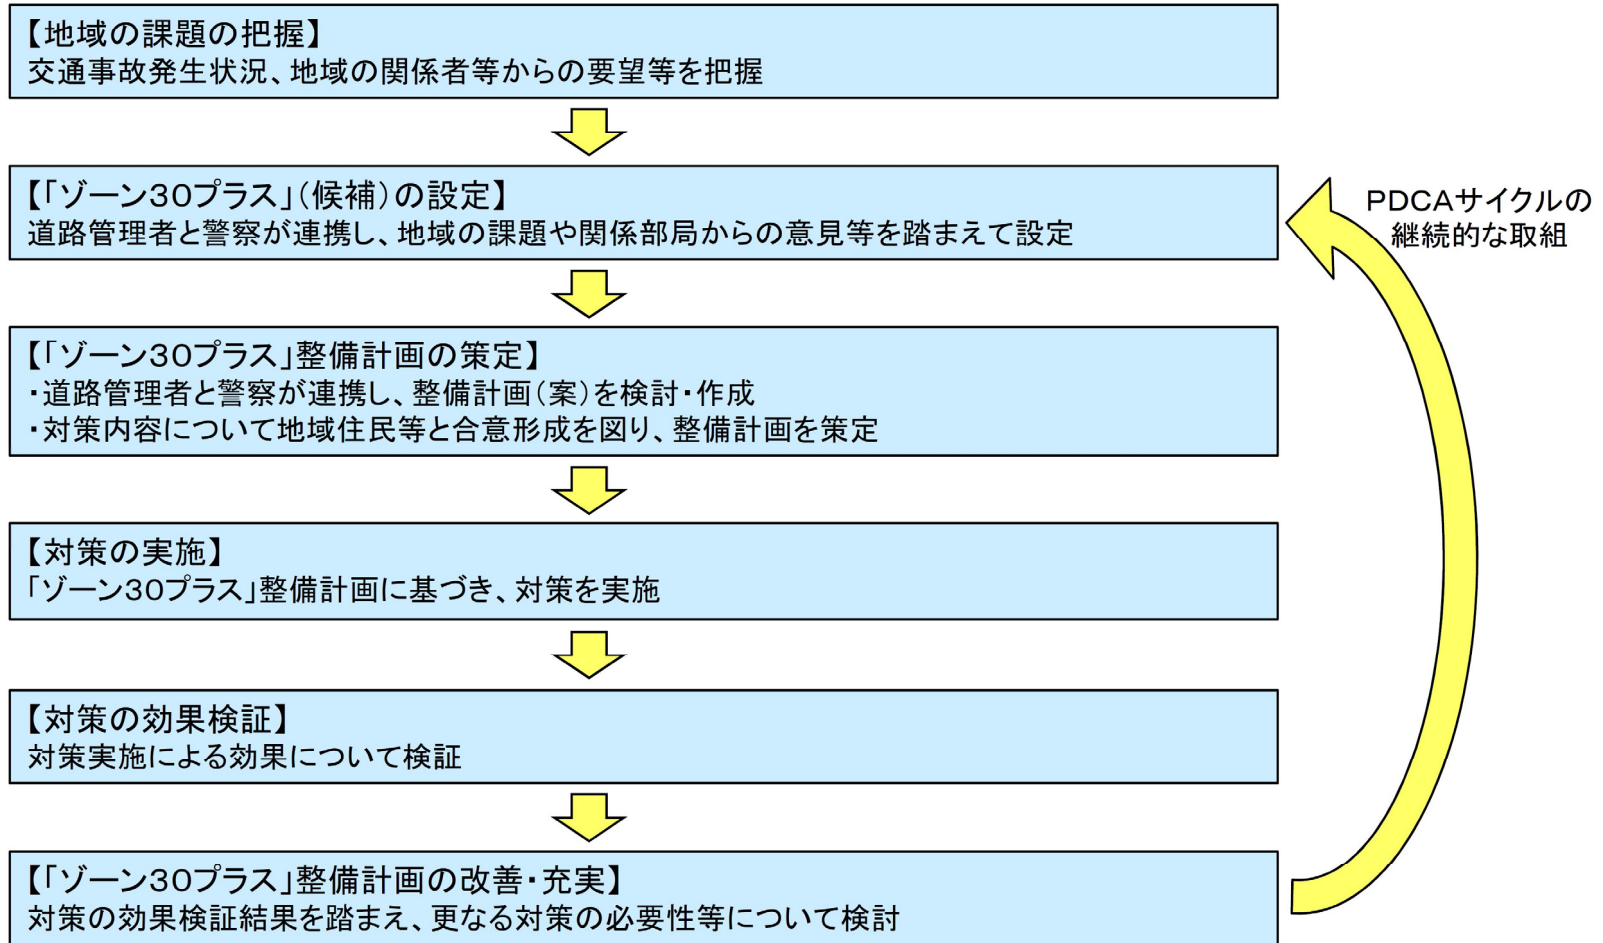 【地域の課題の把握】
交通事故発生状況、地域の関係者等からの要望等を把握
【「ゾーン30プラス」(候補)の設定】
道路管理者と警察が連携し、地域の課題や関係部局からの意見等を踏まえて設定
PDCAサイクルの
継続的な取組
【「ゾーン30プラス」整備計画の策定】
・道路管理者と警察が連携し、整備計画(案)を検討・作成
・対策内容について地域住民等と合意形成を図り、整備計画を策定
【対策の実施】
「ゾーン30プラス」整備計画に基づき、対策を実施
【対策の効果検証】
対策実施による効果について検証
【「ゾーン30プラス」整備計画の改善・充実】
対策の効果検証結果を踏まえ、更なる対策の必要性等について検討